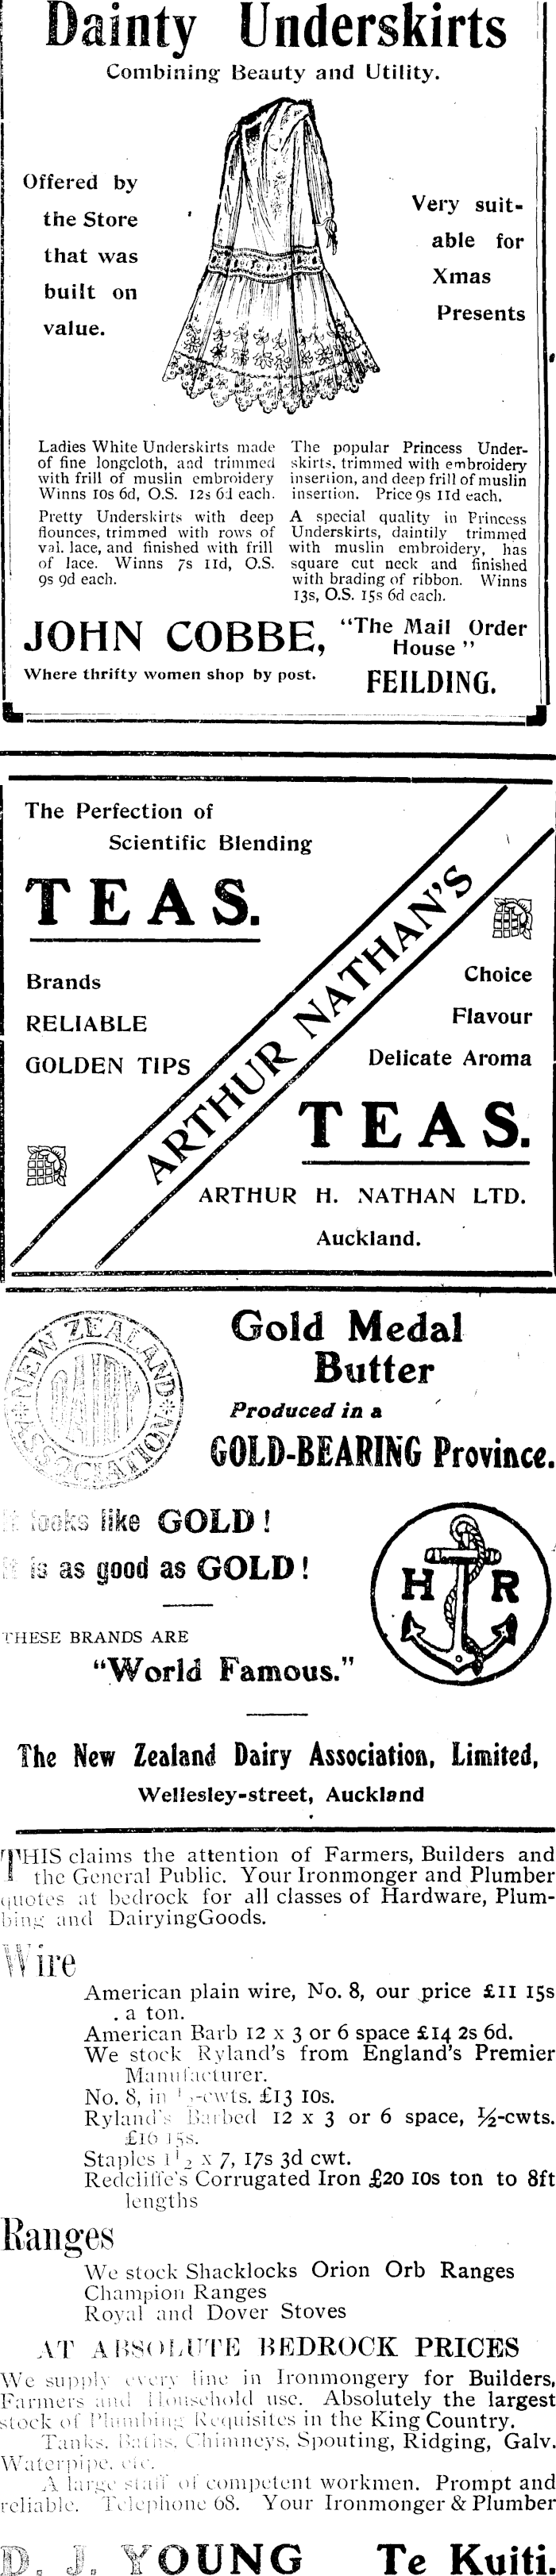 Dainty Underskirts
Combining Beauty and Utility.
Offered by
the Store
that was
built on
value.
Very suit-
able for
Xmas
Presents
Ladies White Underskirts made
of fine longcloth, and trimmed
with frill of muslin embroidery
Winns 10s 6d, O.S. 12s 6d each.
Pretty Underskirts with deep
flounces, trimmed with rows of
val. lace, and finished with frill
of lace. Winns 7s 11d, O.S.
9s 9d each.
The popular Princess Under-
skirts, trimmed with embroidery
insertion, and deep frill of muslin
insertion. Price 9s 11d each.
A special quality in Princess
Underskirts, daintily trimmed
with muslin embroidery, has
square cut neck and finished
with brading of ribbon. Winns
13s, O.S. 15s 6d each.
JOHN COBBE,
Where thrifty women shop by post.
"The Mail Order
House"
FEILDING.
The Perfection of
Scientific Blending
TEAS.
Brands
RELIABLE
GOLDEN TIPS
ARTHUR NATHAN'S
Choice
Flavour
Delicate Aroma
TEAS.
ARTHUR H. NATHAN LTD.
Auckland.
NEW ZEALAND
DAIRY
ASSOCIATION
Gold Medal
Butter
Produced in a
GOLD-BEARING Province.
It looks like GOLD!
It is as good as GOLD!
H R
THESE BRANDS ARE
"World Famous."
The New Zealand Dairy Association, Limited,
Wellesley-street, Auckland
THIS claims the attention of Farmers, Builders and
the General Public. Your Ironmonger and Plumber
quotes at bedrock for all classes of Hardware, Plum-
bing and DairyingGoods.
Wire
American plain wire, No. 8, our price £11 15s
a ton.
American Barb 12 x 3 or 6 space £14 2s 6d.
We stock Ryland's from England's Premier
Manufacturer.
No. 8, in -cwts. £13 10s.
Ryland's Barbed 12 x 3 or 6 space, ½-cwts.
£16 15s.
Staples 1½ x 7, 17s 3d cwt.
Redcliffe's Corrugated Iron £20 10s ton to 8ft
lengths
Ranges
We stock Shacklocks Orion Orb Ranges
Champion Ranges
Royal and Dover Stoves
AT ABSOLUTE BEDROCK PRICES
We supply every line in Ironmongery for Builders,
Farmers and Household use. Absolutely the largest
stock of Plumbing Requisites in the King Country.
Tanks, Baths, Chimneys, Spouting, Ridging, Galv.
Waterpipe, etc.
A large staff of competent workmen. Prompt and
reliable. Telephone 68. Your Ironmonger & Plumber
D. J. YOUNG Te Kuiti.